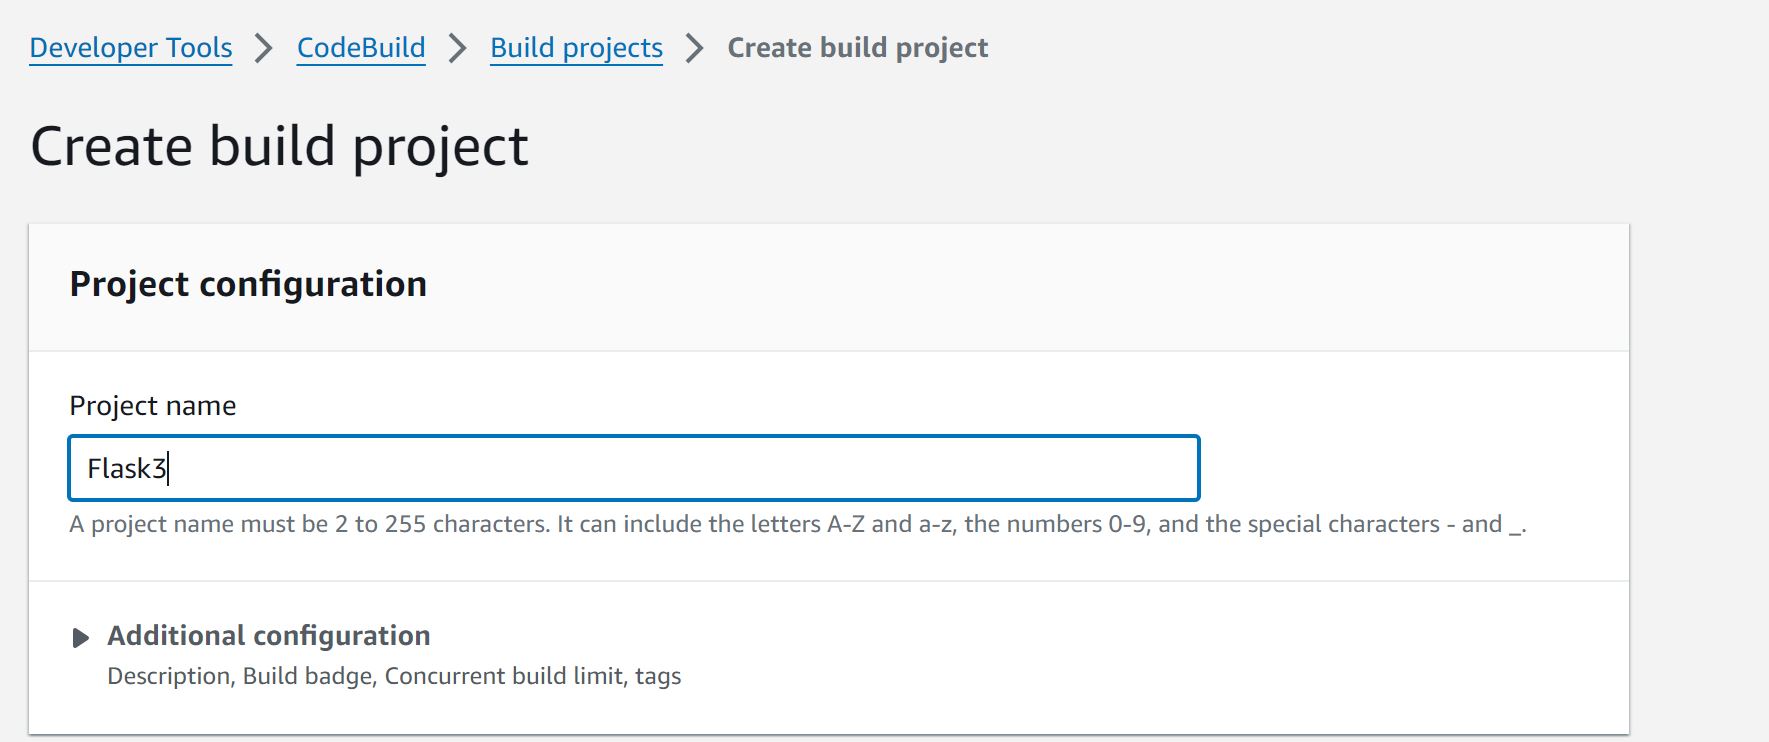 Developer Tools > CodeBuild > Build projects > Create build project
Create build project
Project configuration
Project name
Flask3
A project name must be 2 to 255 characters. It can include the letters A-Z and a-z, the numbers 0-9, and the special characters - and _.
Additional configuration
Description, Build badge, Concurrent build limit, tags